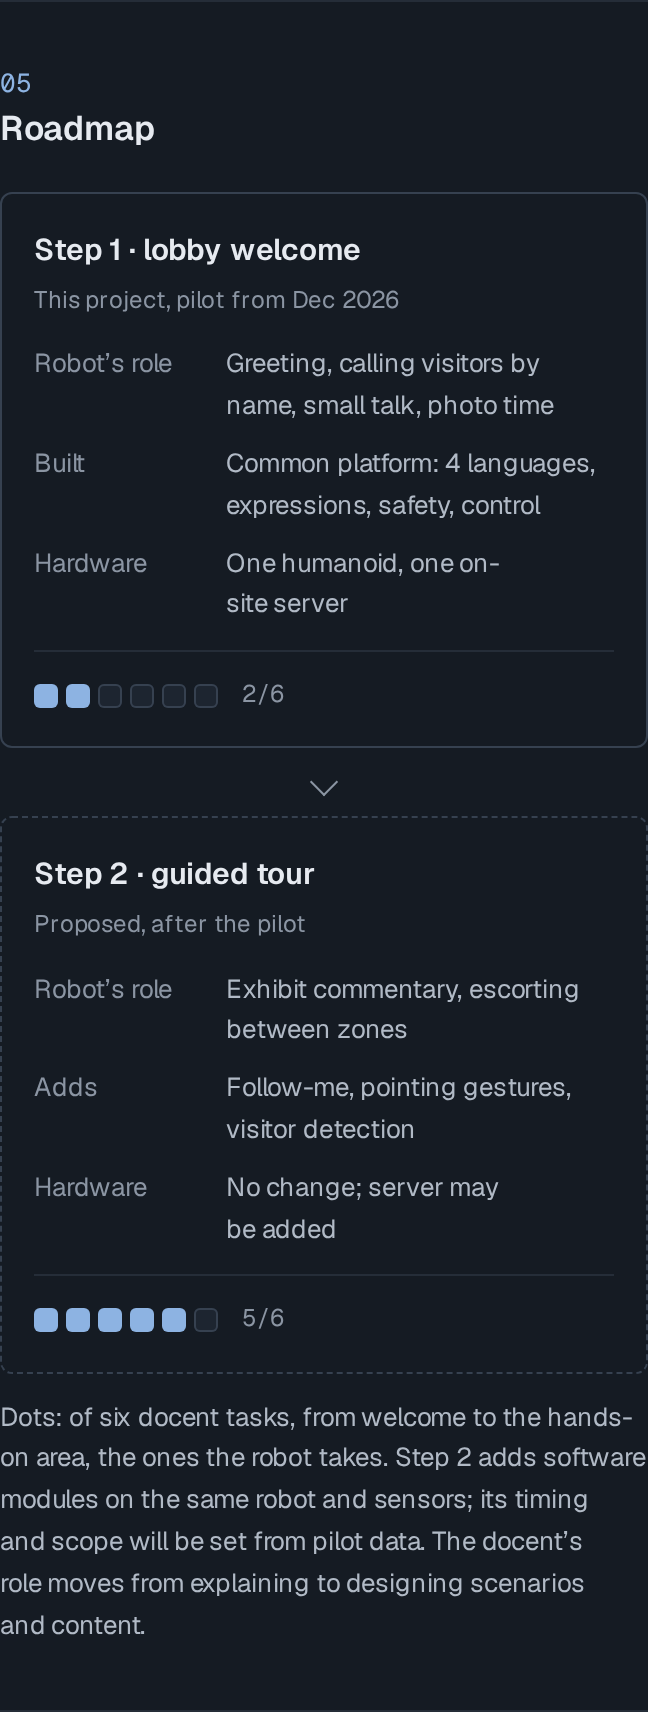 05
Roadmap
Step 1 · lobby welcome
This project, pilot from Dec 2026
Robot’s role
Greeting, calling visitors by
name, small talk, photo time
Built
Common platform: 4 languages,
expressions, safety, control
Hardware
One humanoid, one on-
site server
2/6
Step 2 · guided tour
Proposed, after the pilot
Robot’s role
Exhibit commentary, escorting
between zones
Adds
Follow-me, pointing gestures,
visitor detection
Hardware
No change; server may
be added
5/6
Dots: of six docent tasks, from welcome to the hands-
on area, the ones the robot takes. Step 2 adds software
modules on the same robot and sensors; its timing
and scope will be set from pilot data. The docent’s
role moves from explaining to designing scenarios
and content.